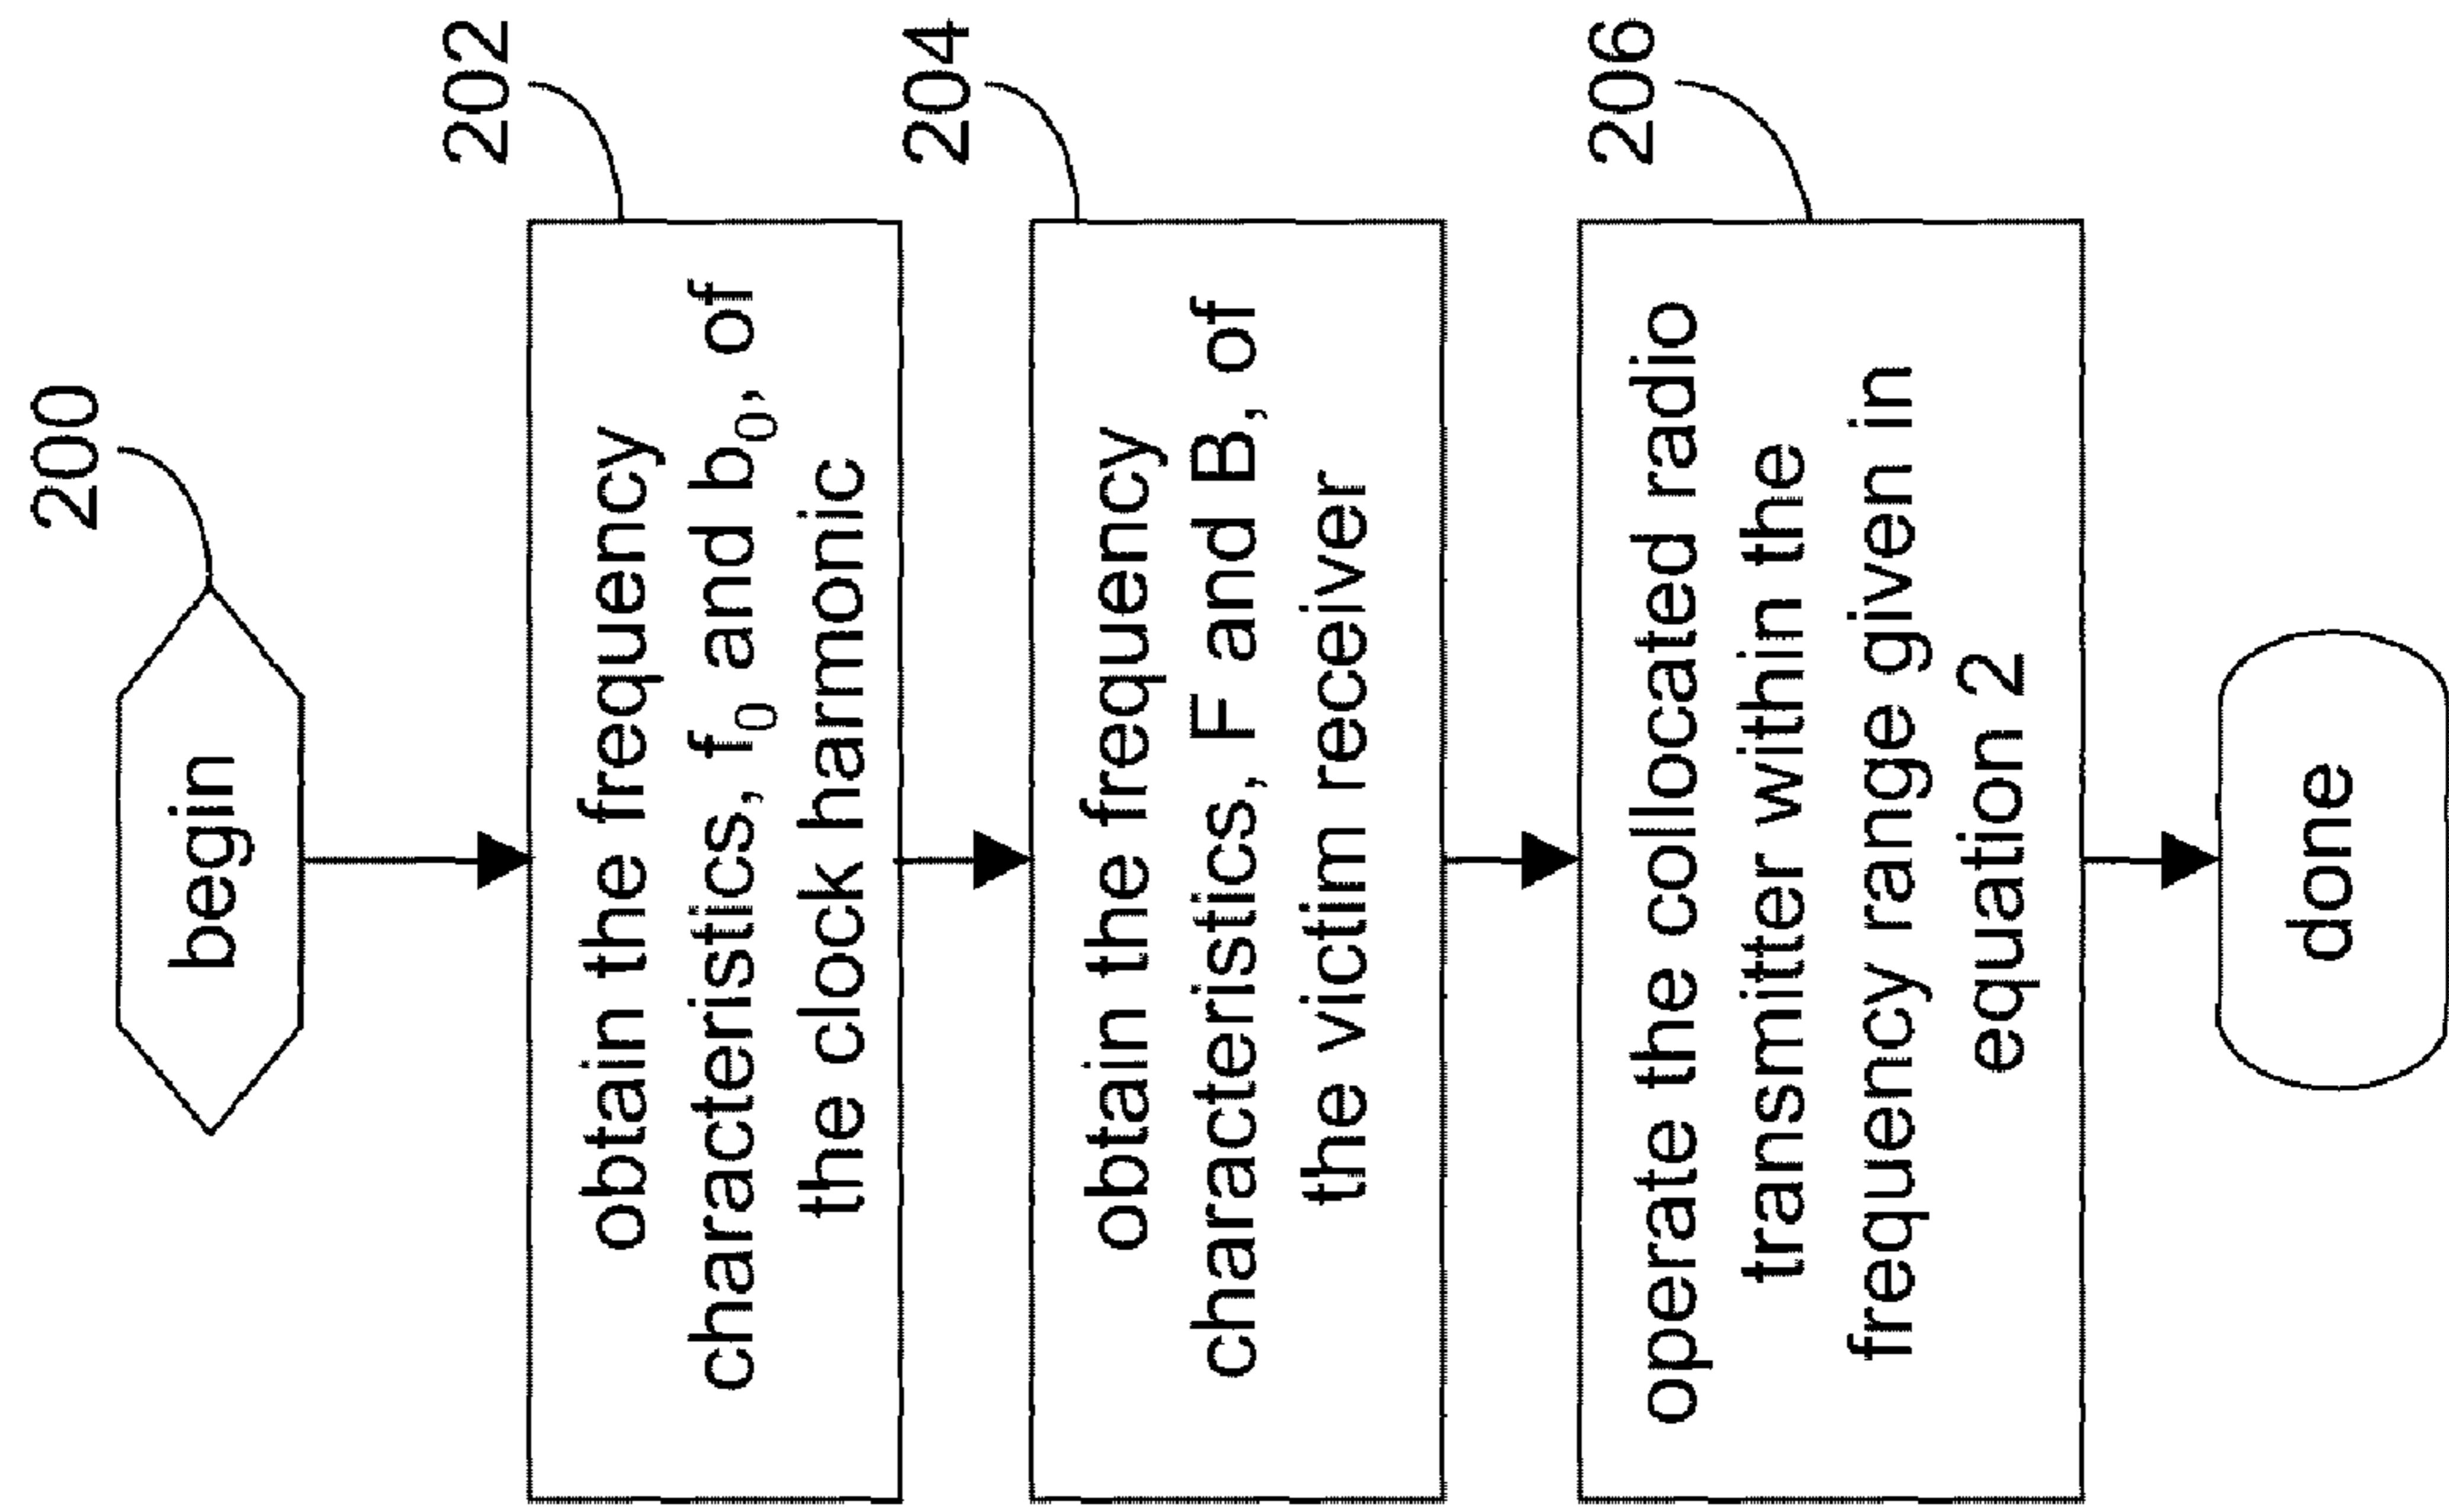 200
begin
202
obtain the frequency
characteristics, f₀ and b₀, of
the clock harmonic
204
obtain the frequency
characteristics, F and B, of
the victim receiver
206
operate the collocated radio
transmitter within the
frequency range given in
equation 2
done